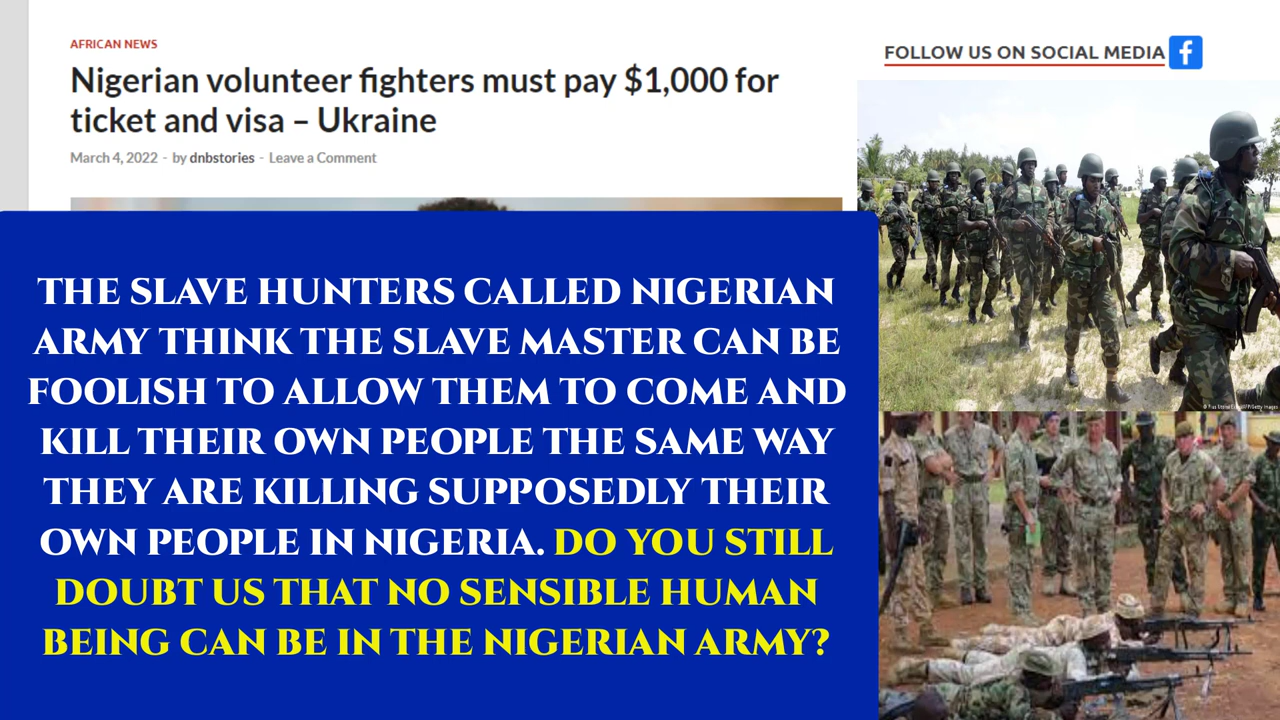 AFRICAN NEWS
Nigerian volunteer fighters must pay $1,000 for
ticket and visa – Ukraine
March 4, 2022 - by dnbstories - Leave a Comment
FOLLOW US ON SOCIAL MEDIA
THE SLAVE HUNTERS CALLED NIGERIAN
ARMY THINK THE SLAVE MASTER CAN BE
FOOLISH TO ALLOW THEM TO COME AND
KILL THEIR OWN PEOPLE THE SAME WAY
THEY ARE KILLING SUPPOSEDLY THEIR
OWN PEOPLE IN NIGERIA. DO YOU STILL
DOUBT US THAT NO SENSIBLE HUMAN
BEING CAN BE IN THE NIGERIAN ARMY?